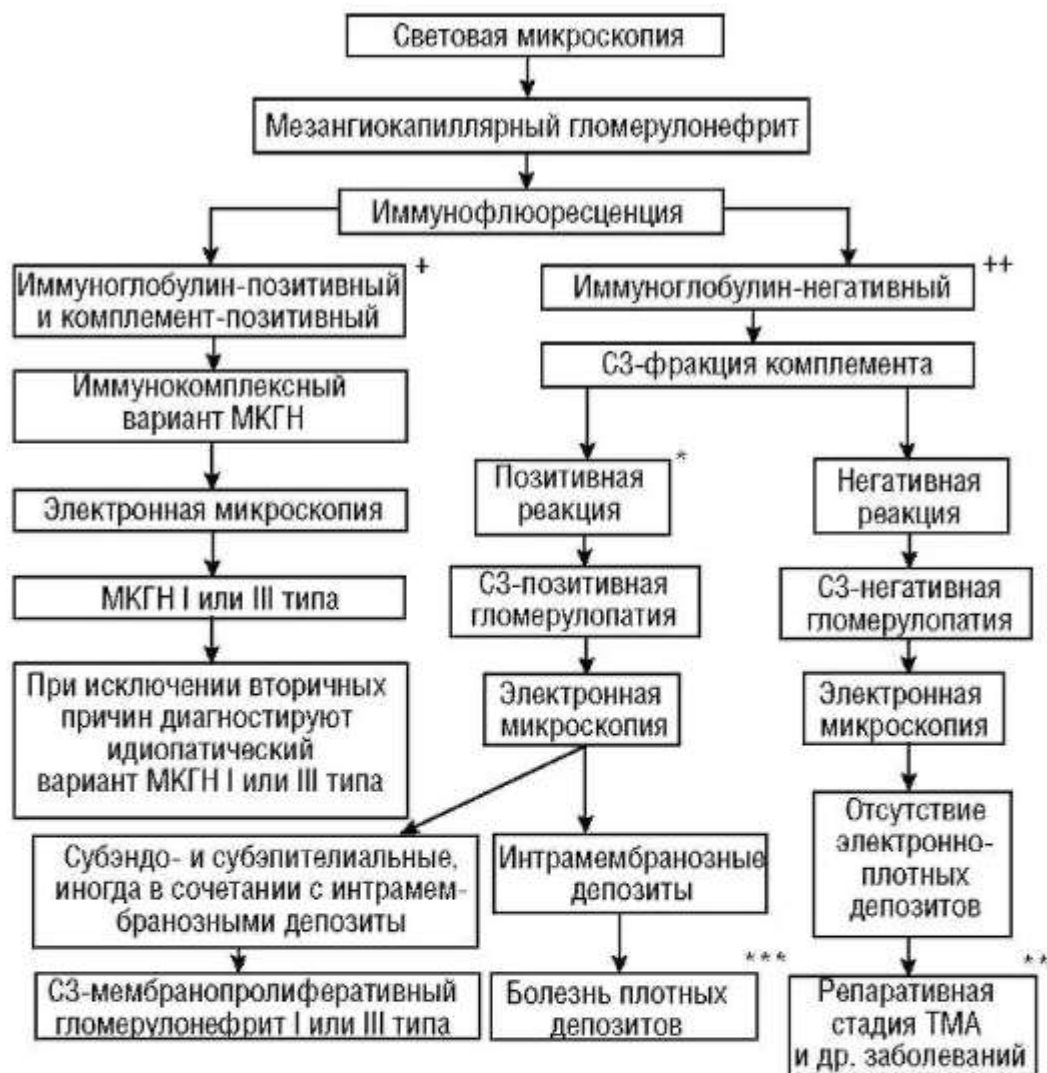 Световая микроскопия
Мезангиокапиллярный гломерулонефрит
Иммунофлюоресценция
+
Иммуноглобулин-позитивный
и комплемент-позитивный
++
Иммуноглобулин-негативный
Иммунокомплексный
вариант МКГН
С3-фракция комплемента
Электронная микроскопия
*
Позитивная
реакция
Негативная
реакция
МКГН I или III типа
С3-позитивная
гломерулопатия
С3-негативная
гломерулопатия
При исключении вторичных
причин диагностируют
идиопатический
вариант МКГН I или III типа
Электронная
микроскопия
Электронная
микроскопия
Субэндо- и субэпителиальные,
иногда в сочетании с интрамем-
бранозными депозиты
Интрамембранозные
депозиты
Отсутствие
электронно-
плотных
депозитов
С3-мембранопролиферативный
гломерулонефрит I или III типа
***
Болезнь плотных
депозитов
**
Репаративная
стадия ТМА
и др. заболеваний